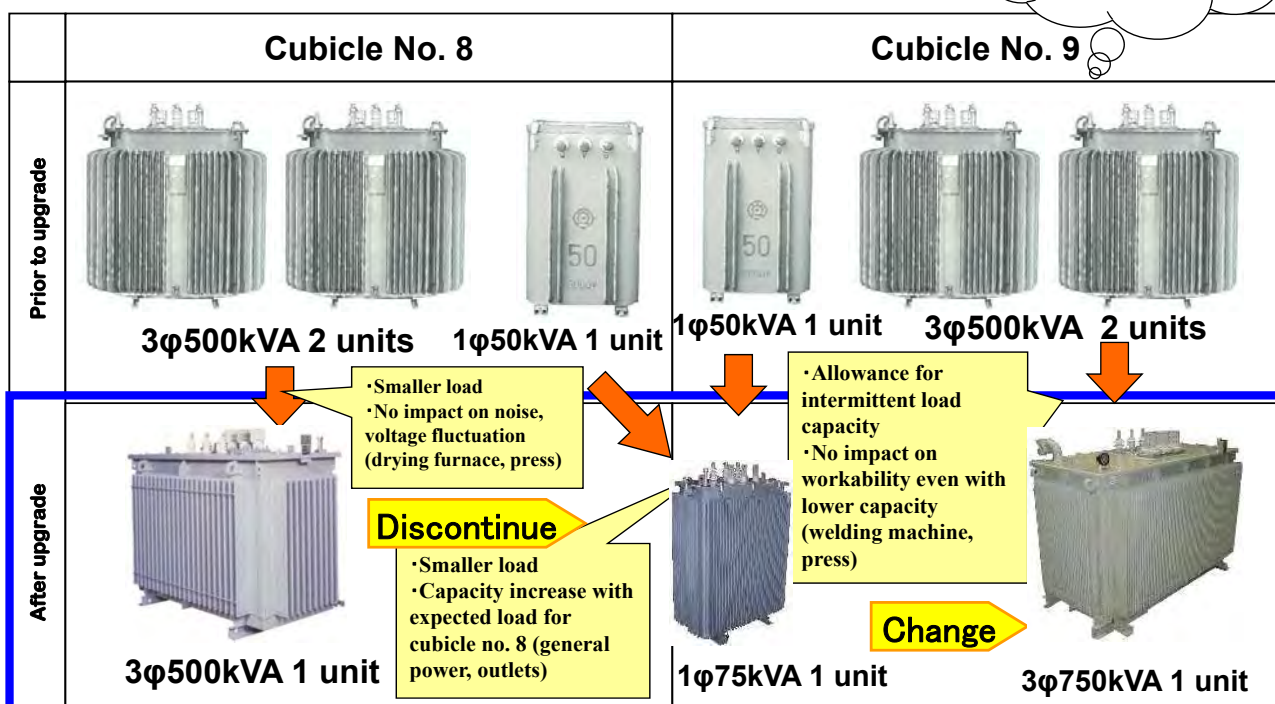 Cubicle No. 8
Cubicle No. 9
Prior to upgrade
50
50
3φ500kVA 2 units
1φ50kVA 1 unit
1φ50kVA 1 unit
3φ500kVA 2 units
・Smaller load
・No impact on noise,
voltage fluctuation
(drying furnace, press)
・Allowance for
intermittent load
capacity
・No impact on
workability even with
lower capacity
(welding machine,
press)
After upgrade
Discontinue
・Smaller load
・Capacity increase with
expected load for
cubicle no. 8 (general
power, outlets)
Change
3φ500kVA 1 unit
1φ75kVA 1 unit
3φ750kVA 1 unit